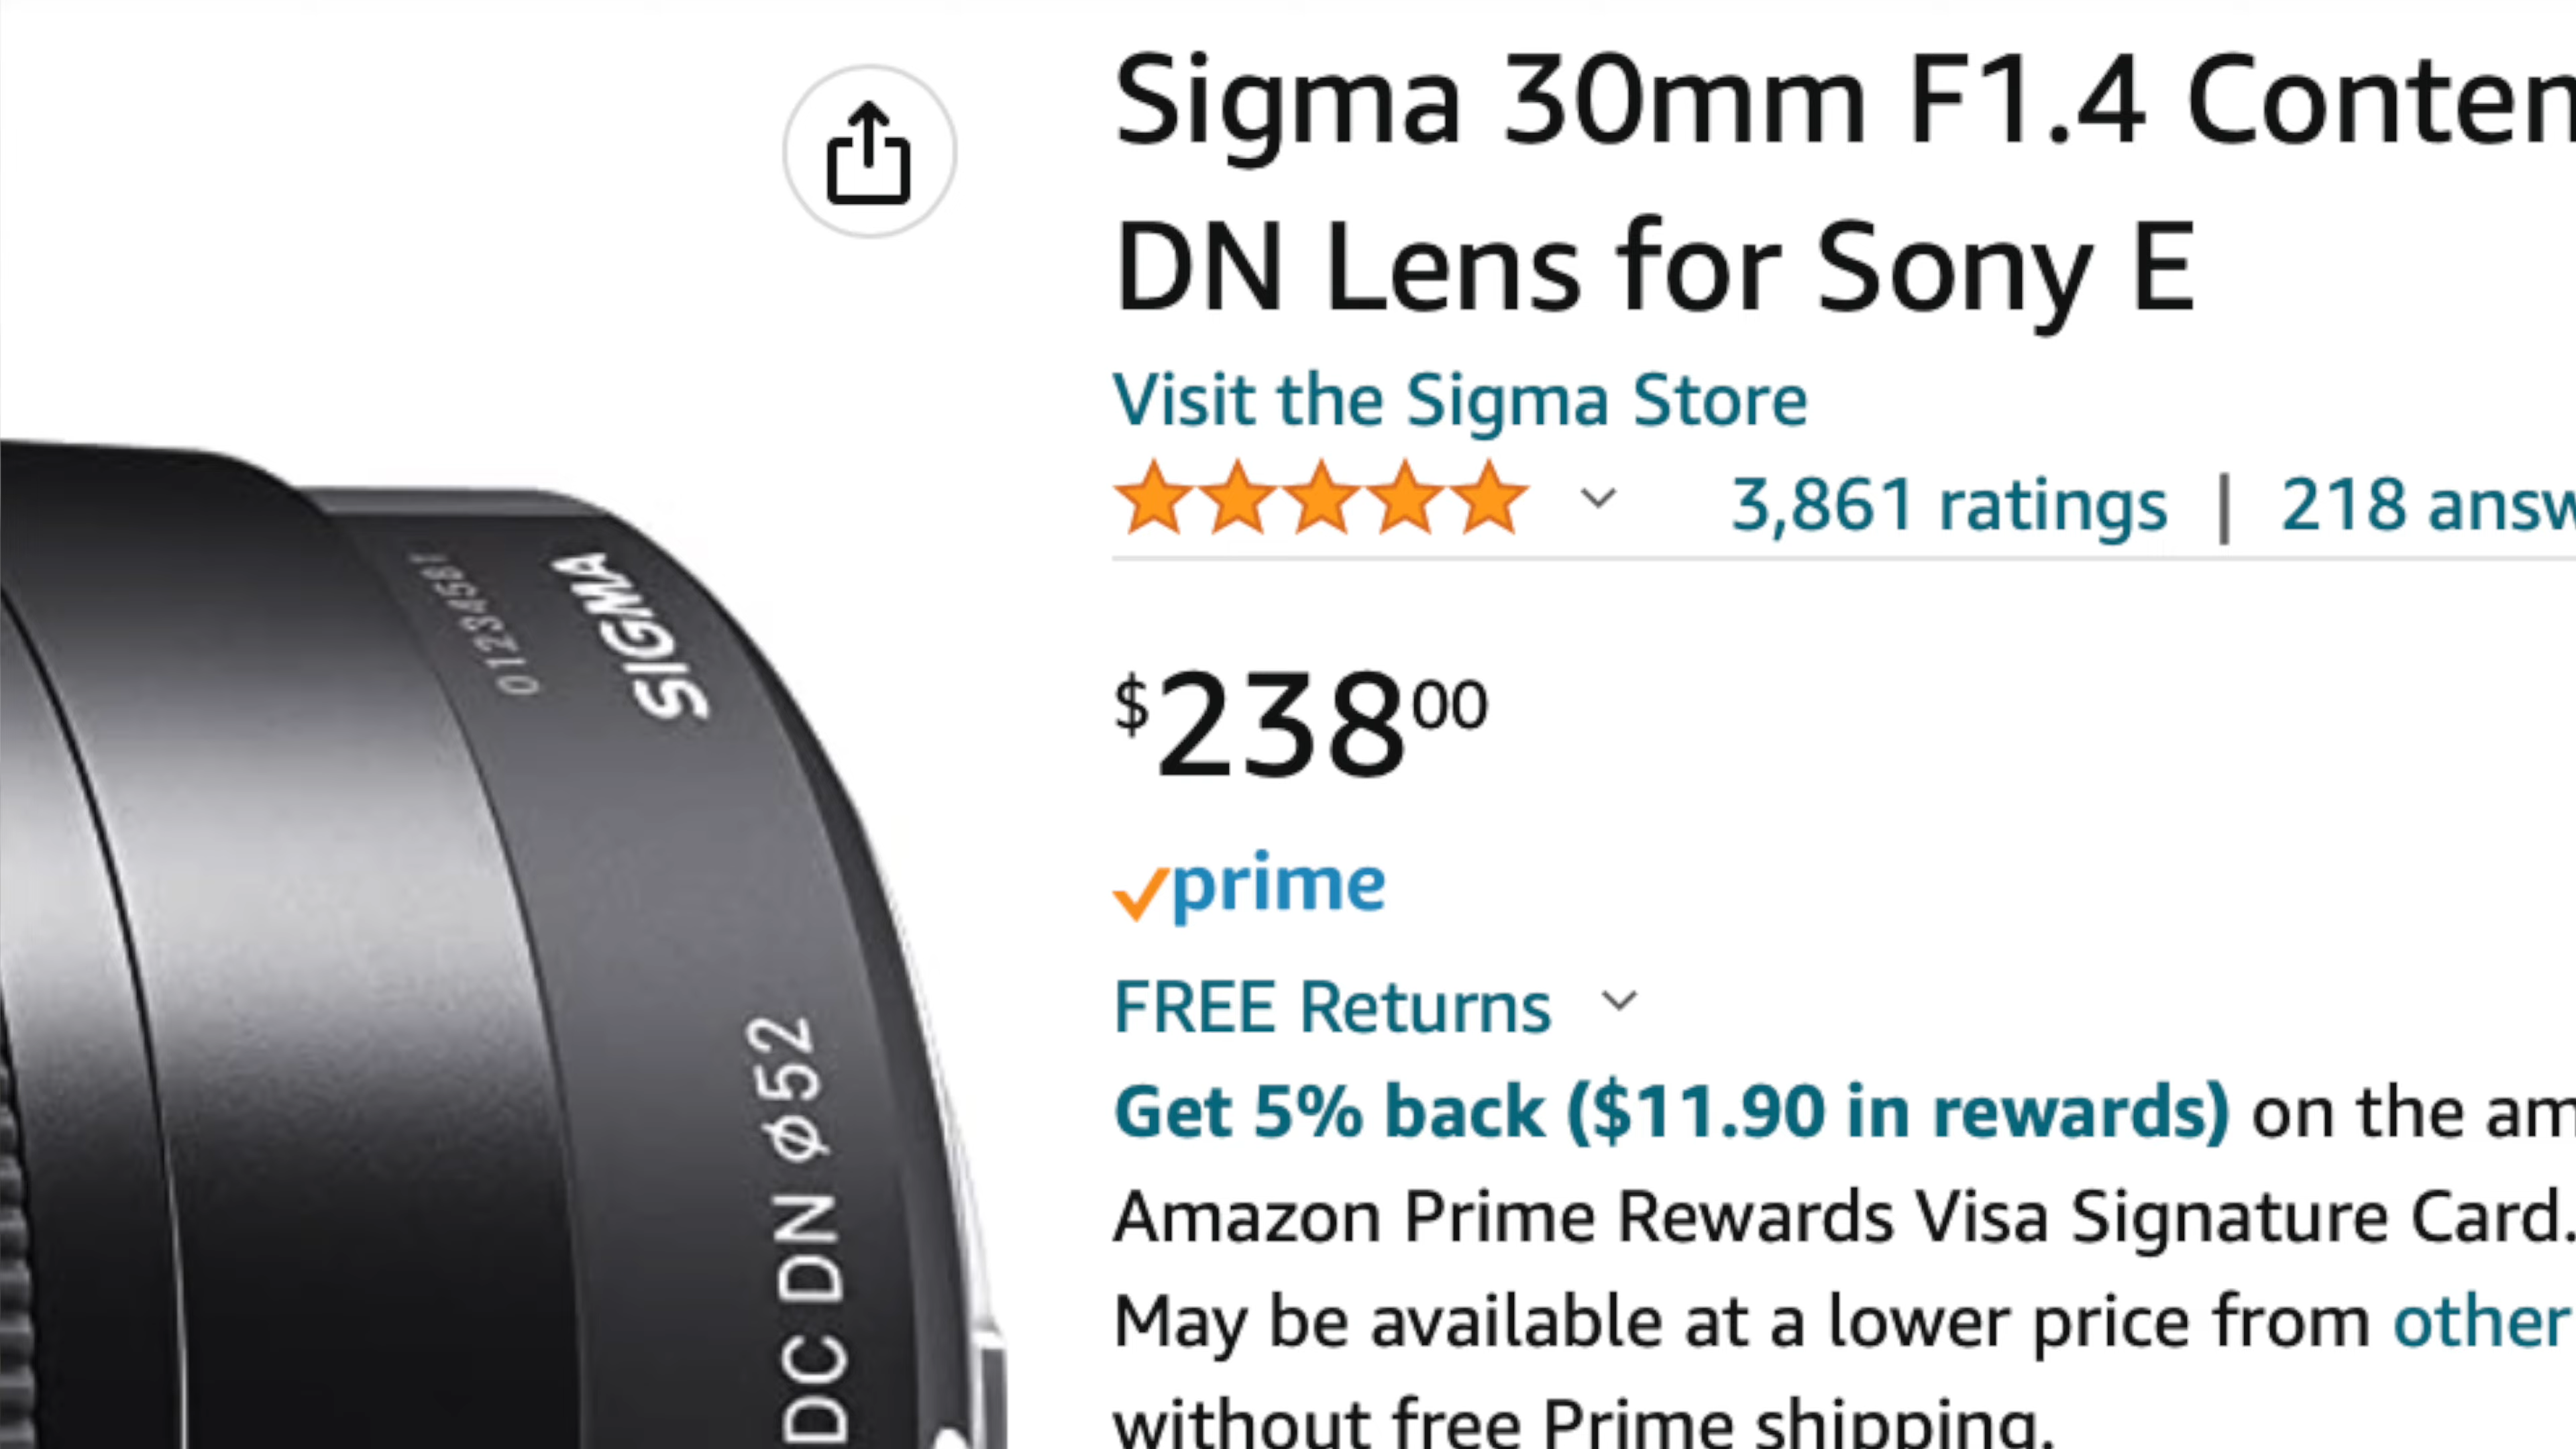 Sigma 30mm F1.4 Conten
DN Lens for Sony E
Visit the Sigma Store
3,861 ratings | 218 answ
$23800
prime
FREE Returns
Get 5% back ($11.90 in rewards) on the am
Amazon Prime Rewards Visa Signature Card.
May be available at a lower price from other
without free Prime shipping.
SIGMA
01234581
DC DN ø52